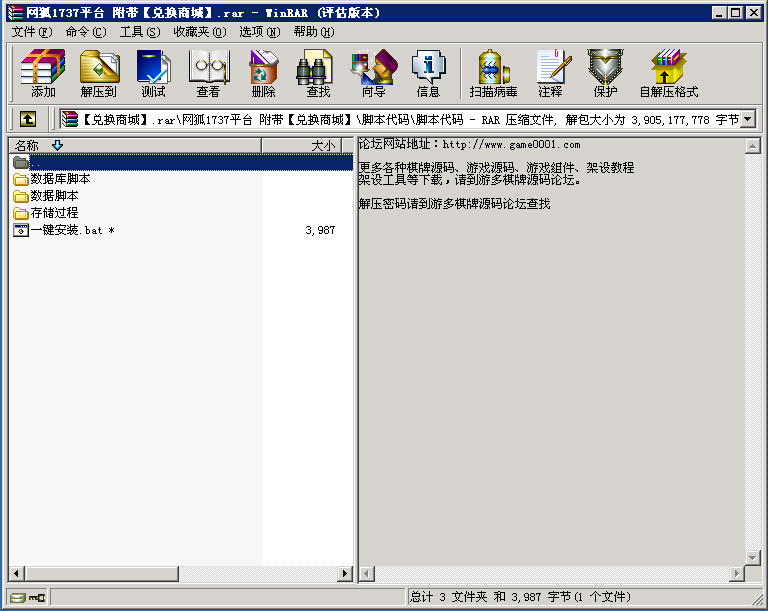 网狐1737平台 附带【兑换商城】.rar - WinRAR (评估版本)
文件(F) 命令(C) 工具(S) 收藏夹(O) 选项(N) 帮助(H)
添加 解压到 测试 查看 删除 查找 向导 信息 扫描病毒 注释 保护 自解压格式
【兑换商城】.rar\网狐1737平台 附带【兑换商城】\脚本代码\脚本代码 - RAR 压缩文件, 解包大小为 3,905,177,778 字节
名称 大小
..
数据库脚本
数据脚本
存储过程
一键安装.bat * 3,987
论坛网站地址：http://www.game0001.com
更多各种棋牌源码、游戏源码、游戏组件、架设教程
架设工具等下载，请到游多棋牌源码论坛。
解压密码请到游多棋牌源码论坛查找
总计 3 文件夹 和 3,987 字节(1 个文件)